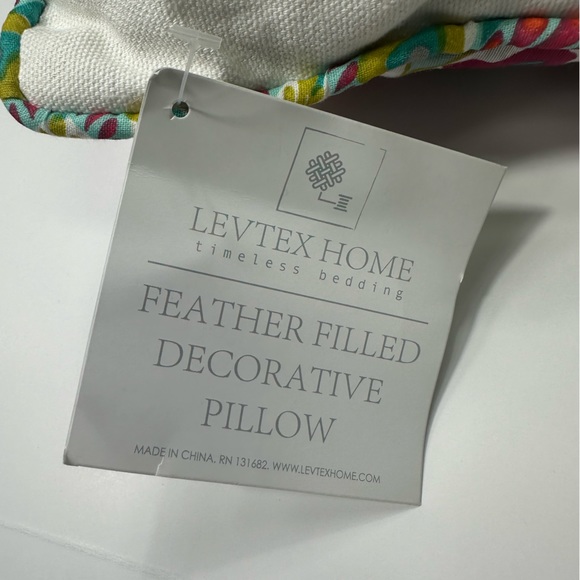 LEVTEX HOME
timeless bedding
FEATHER FILLED
DECORATIVE
PILLOW
MADE IN CHINA, RN 131682, WWW.LEVTEXHOME.COM